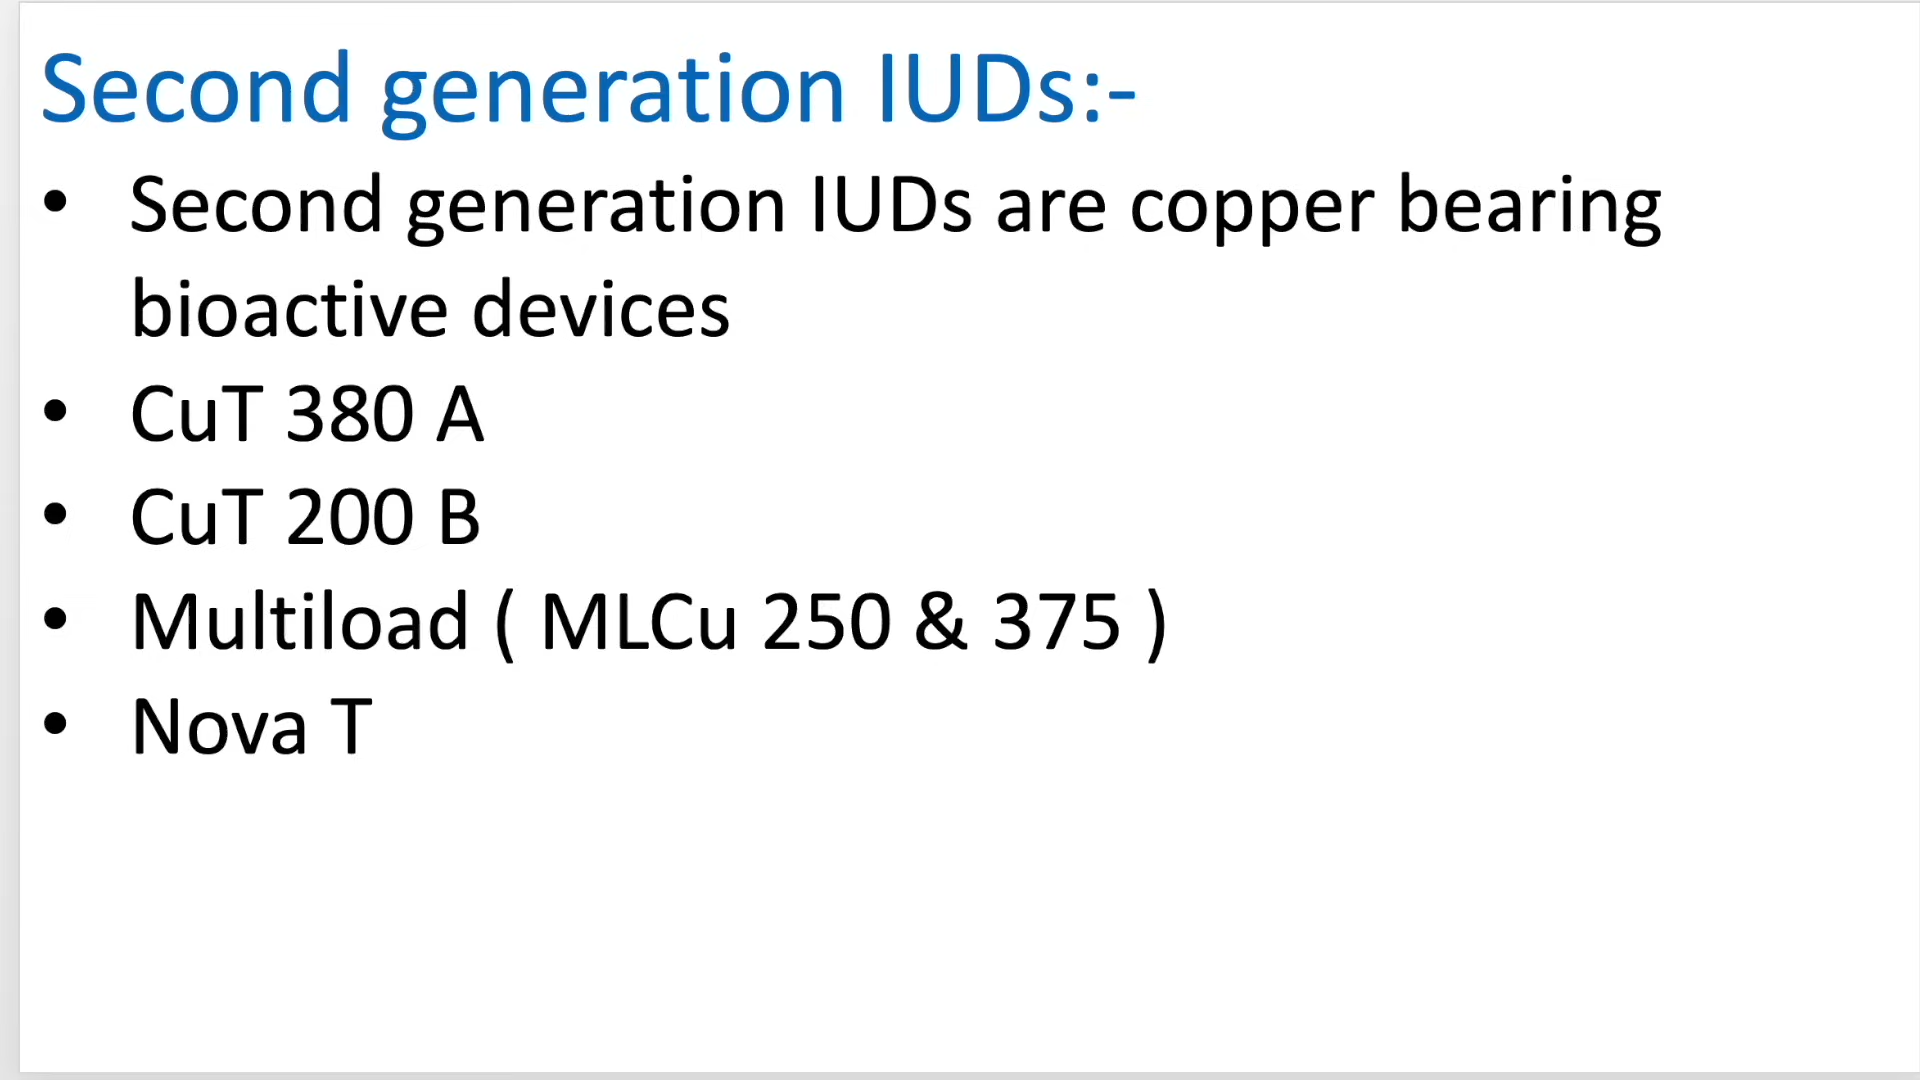 Second generation IUDs:-
• Second generation IUDs are copper bearing
bioactive devices
• CuT 380 A
• CuT 200 B
• Multiload ( MLCu 250 & 375 )
• Nova T